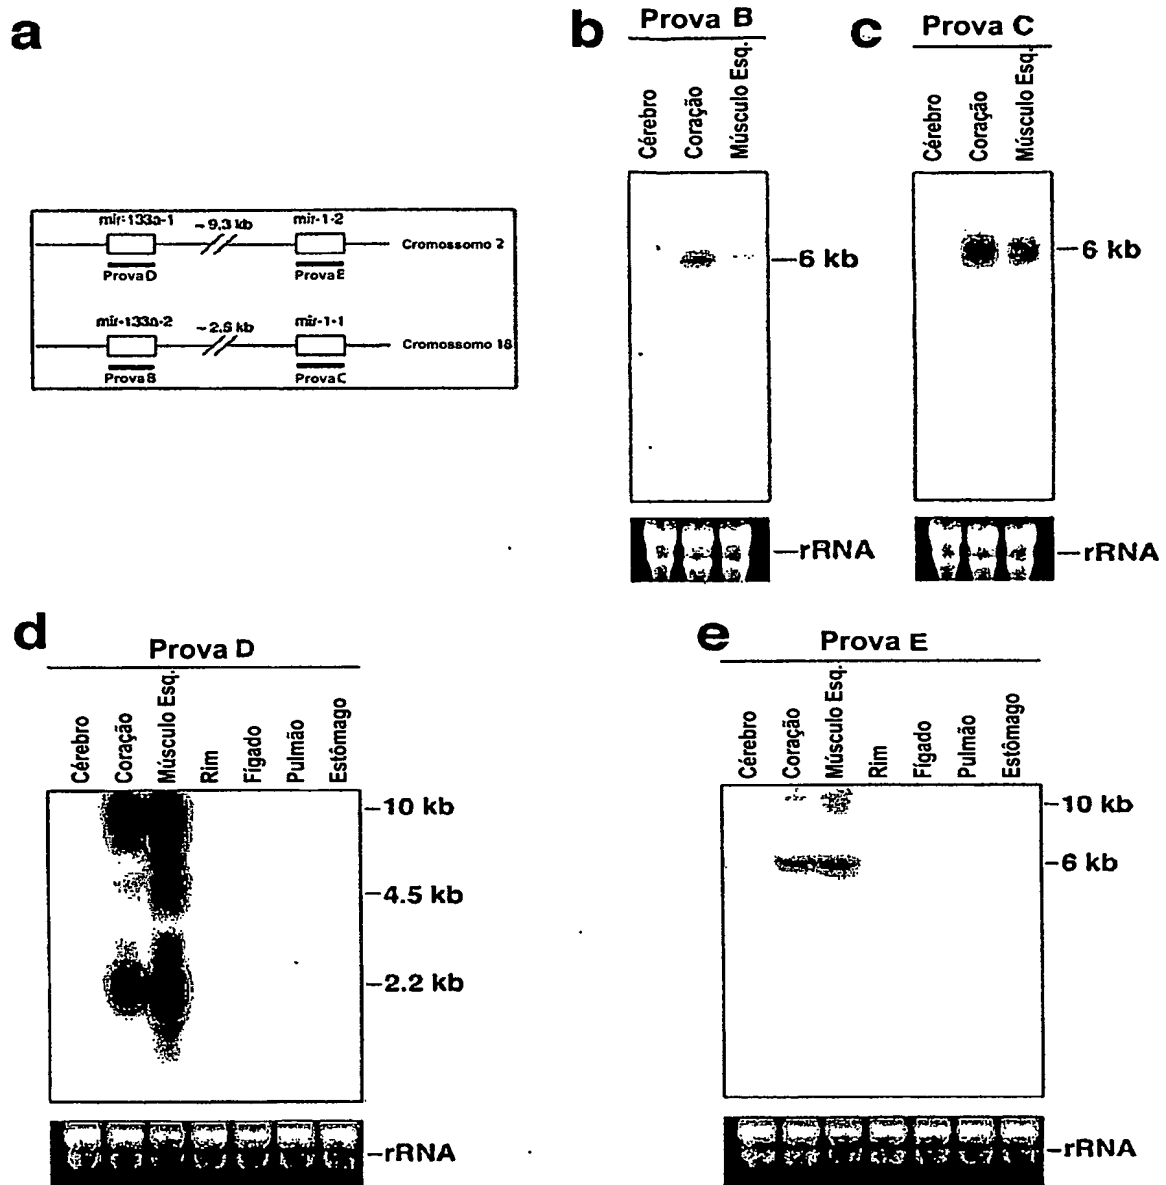 a
mir-133a-1
~9.3 kb
mir-1-2
Cromossomo 2
Prova D
Prova E
mir-133a-2
~2.5 kb
mir-1-1
Cromossomo 18
Prova B
Prova C
b
Prova B
Cérebro
Coração
Músculo Esq.
6 kb
rRNA
c
Prova C
Cérebro
Coração
Músculo Esq.
6 kb
rRNA
d
Prova D
Cérebro
Coração
Músculo Esq.
Rim
Fígado
Pulmão
Estômago
10 kb
4.5 kb
2.2 kb
rRNA
e
Prova E
Cérebro
Coração
Músculo Esq.
Rim
Fígado
Pulmão
Estômago
10 kb
6 kb
rRNA